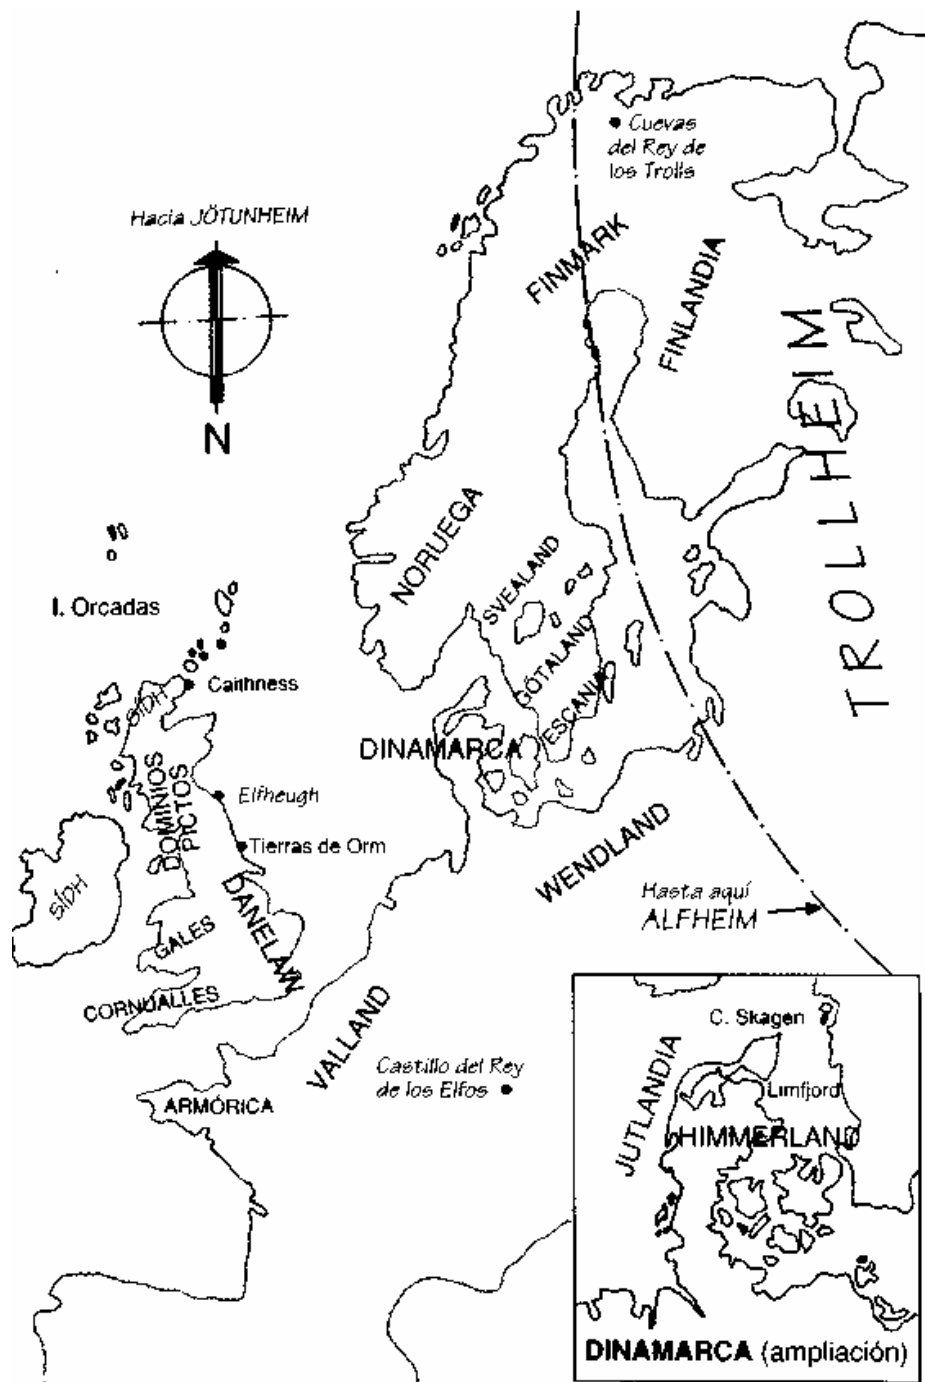 Cuevas
del Rey de
los Trolls
Hacia JÖTUNHEIM
N
FINMARK
FINLANDIA
TROLLHEIM
NORUEGA
SVEALAND
GÖTALAND
ESCANIA
I. Orcadas
Caithness
SÍDH
DINAMARCA
DOMINIOS
PICTOS
Elfheugh
Tierras de Orm
SÍDH
WENDLAND
DANELAW
Hasta aquí
ALFHEIM
GALES
CORNUALLES
VALLAND
Castillo del Rey
de los Elfos
ARMÓRICA
C. Skagen
JUTLANDIA
Limfjord
HIMMERLAND
DINAMARCA (ampliación)